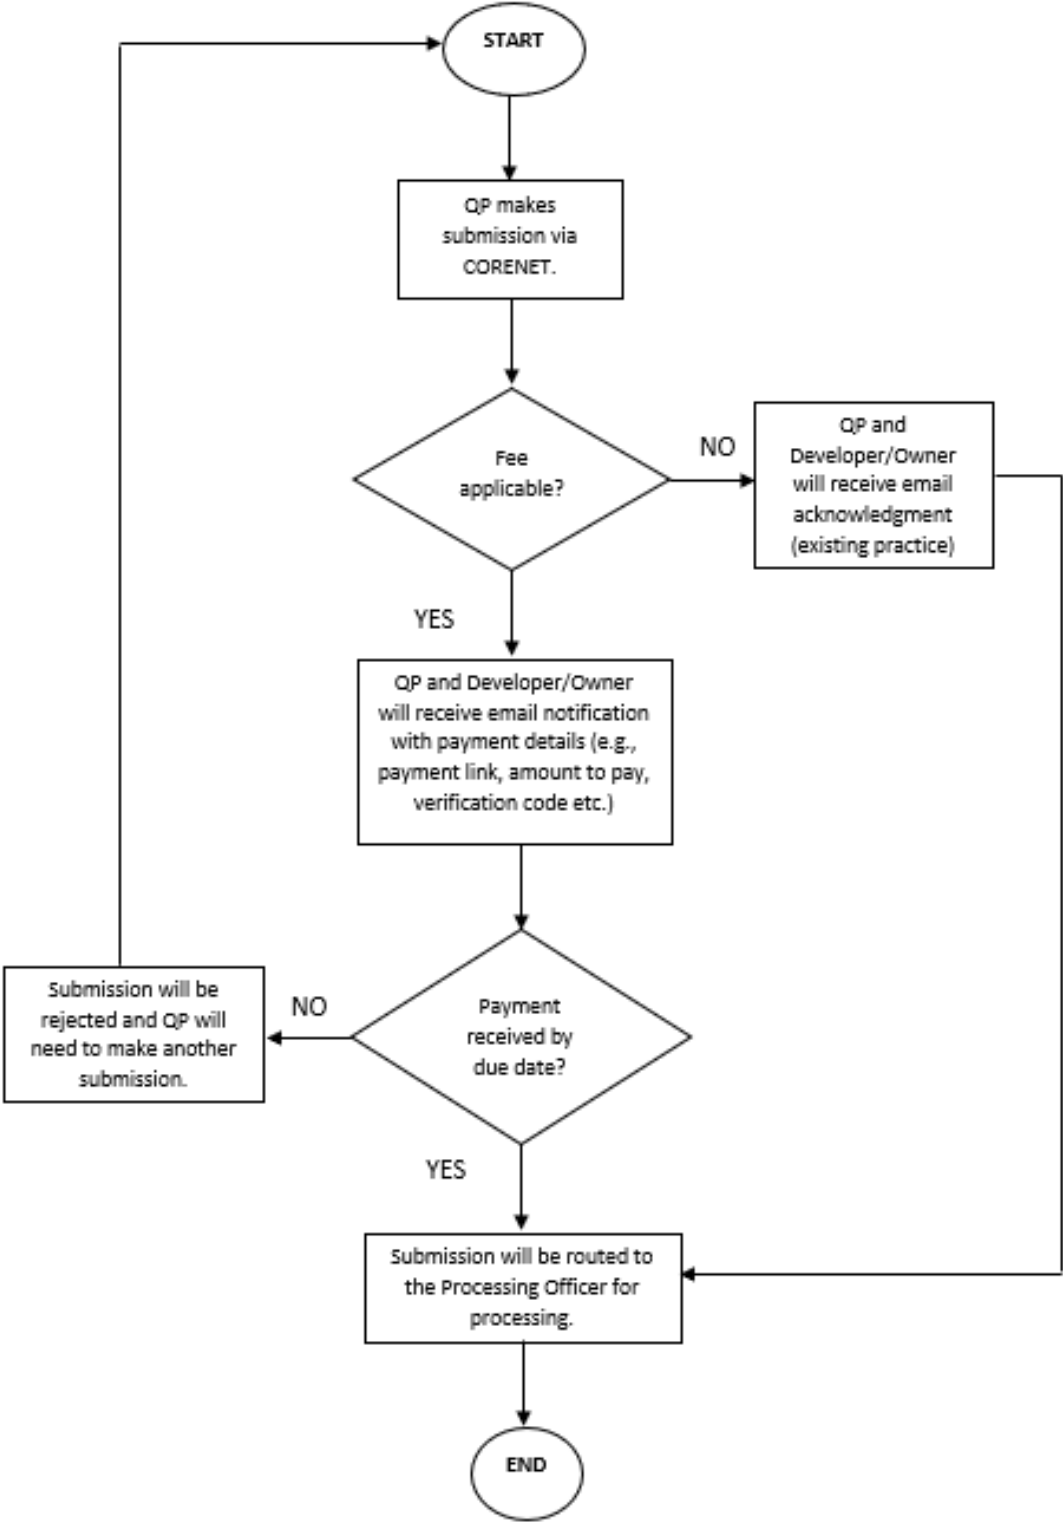 START
QP makes
submission via
CORENET.
Fee
applicable?
NO
QP and
Developer/Owner
will receive email
acknowledgment
(existing practice)
YES
QP and Developer/Owner
will receive email notification
with payment details (e.g.,
payment link, amount to pay,
verification code etc.)
Payment
received by
due date?
NO
Submission will be
rejected and QP will
need to make another
submission.
YES
Submission will be routed to
the Processing Officer for
processing.
END